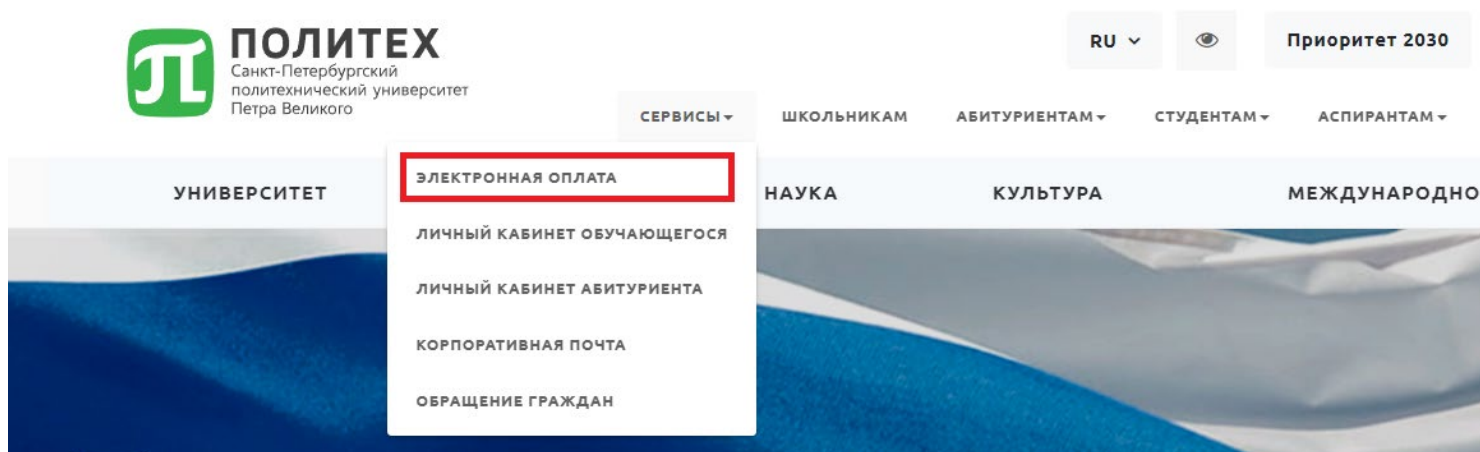 ПОЛИТЕХ
Санкт-Петербургский
политехнический университет
Петра Великого
RU
Приоритет 2030
СЕРВИСЫ ШКОЛЬНИКАМ АБИТУРИЕНТАМ СТУДЕНТАМ АСПИРАНТАМ
УНИВЕРСИТЕТ НАУКА КУЛЬТУРА МЕЖДУНАРОДНО
ЭЛЕКТРОННАЯ ОПЛАТА
ЛИЧНЫЙ КАБИНЕТ ОБУЧАЮЩЕГОСЯ
ЛИЧНЫЙ КАБИНЕТ АБИТУРИЕНТА
КОРПОРАТИВНАЯ ПОЧТА
ОБРАЩЕНИЕ ГРАЖДАН